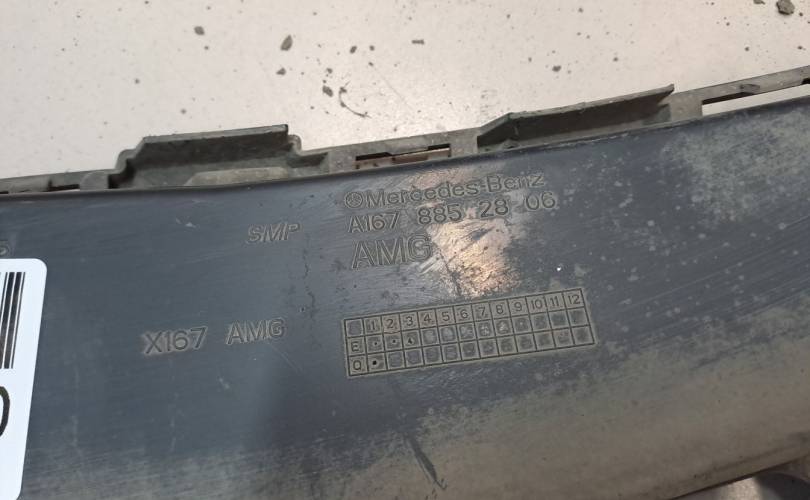 Mercedes-Benz
SMP A167 885 28 06
AMG
X167 AMG
1 2 3 4 5 6 7 8 9 10 11 12